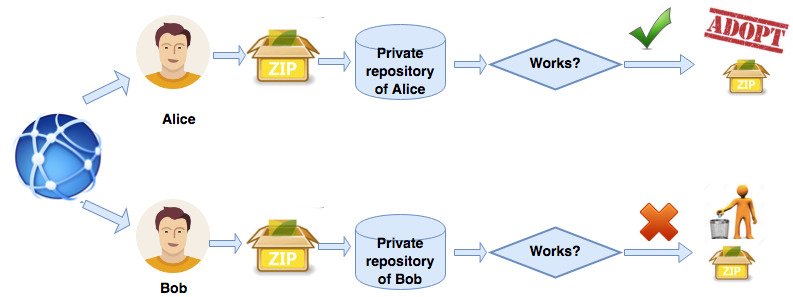 ADOPT
ZIP
Private
repository
of Alice
Works?
ZIP
Alice
ZIP
Private
repository
of Bob
Works?
ZIP
Bob